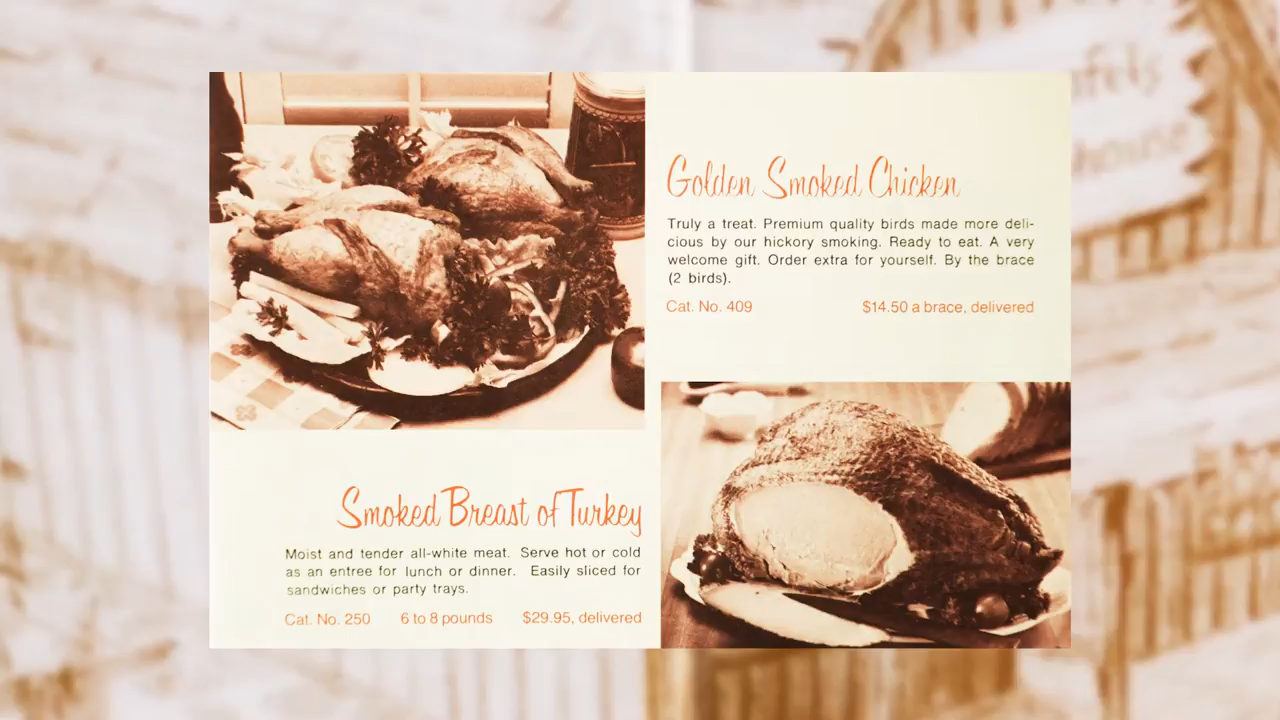 Golden Smoked Chicken
Truly a treat. Premium quality birds made more deli-
cious by our hickory smoking. Ready to eat. A very
welcome gift. Order extra for yourself. By the brace
(2 birds).
Cat. No. 409 $14.50 a brace, delivered
Smoked Breast of Turkey
Moist and tender all-white meat. Serve hot or cold
as an entree for lunch or dinner. Easily sliced for
sandwiches or party trays.
Cat. No. 250 6 to 8 pounds $29.95, delivered